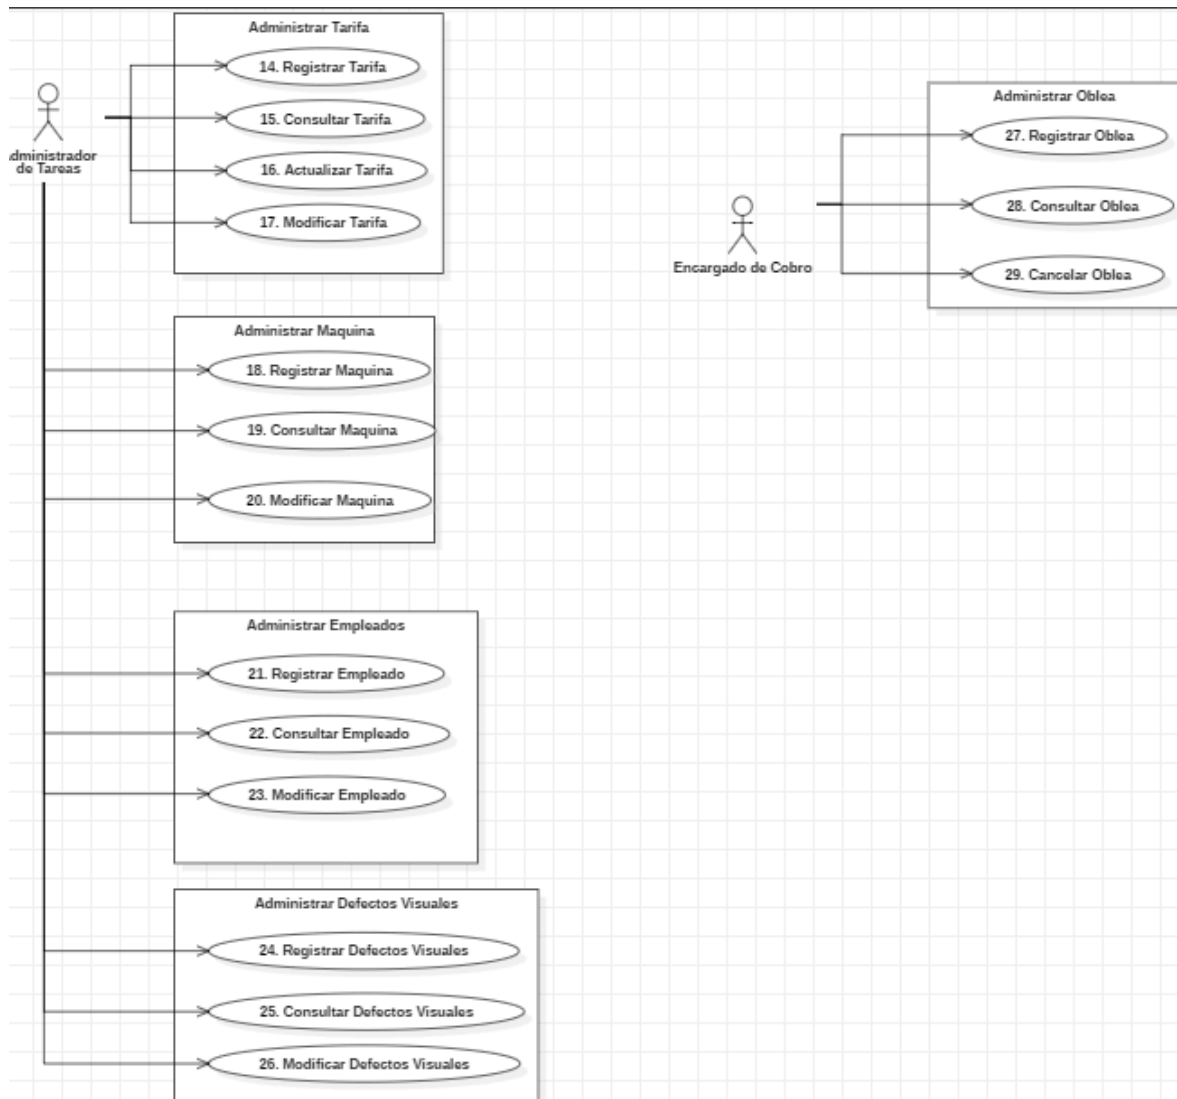 Administrar Tarifa
14. Registrar Tarifa
15. Consultar Tarifa
16. Actualizar Tarifa
17. Modificar Tarifa
dministrador
de Tareas
Administrar Maquina
18. Registrar Maquina
19. Consultar Maquina
20. Modificar Maquina
Administrar Empleados
21. Registrar Empleado
22. Consultar Empleado
23. Modificar Empleado
Administrar Defectos Visuales
24. Registrar Defectos Visuales
25. Consultar Defectos Visuales
26. Modificar Defectos Visuales
Encargado de Cobro
Administrar Oblea
27. Registrar Oblea
28. Consultar Oblea
29. Cancelar Oblea